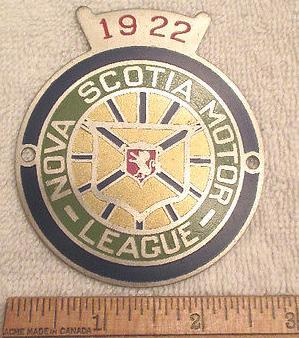 1922
NOVA SCOTIA MOTOR
- LEAGUE -
1 2 3
ACME MADE IN CANADA